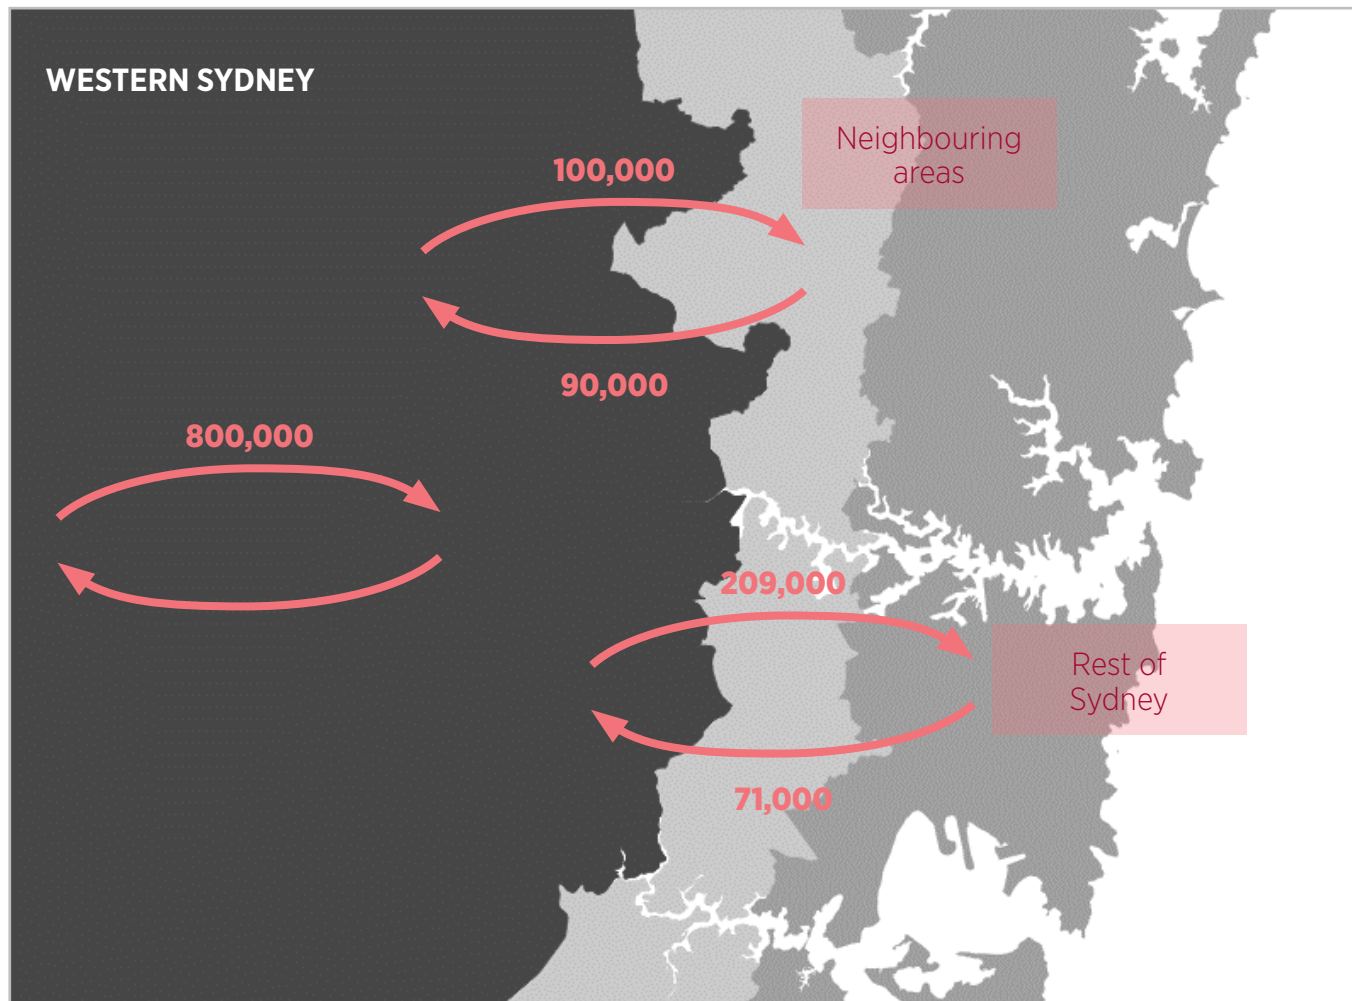 WESTERN SYDNEY
Neighbouring
areas
100,000
90,000
800,000
209,000
Rest of
Sydney
71,000